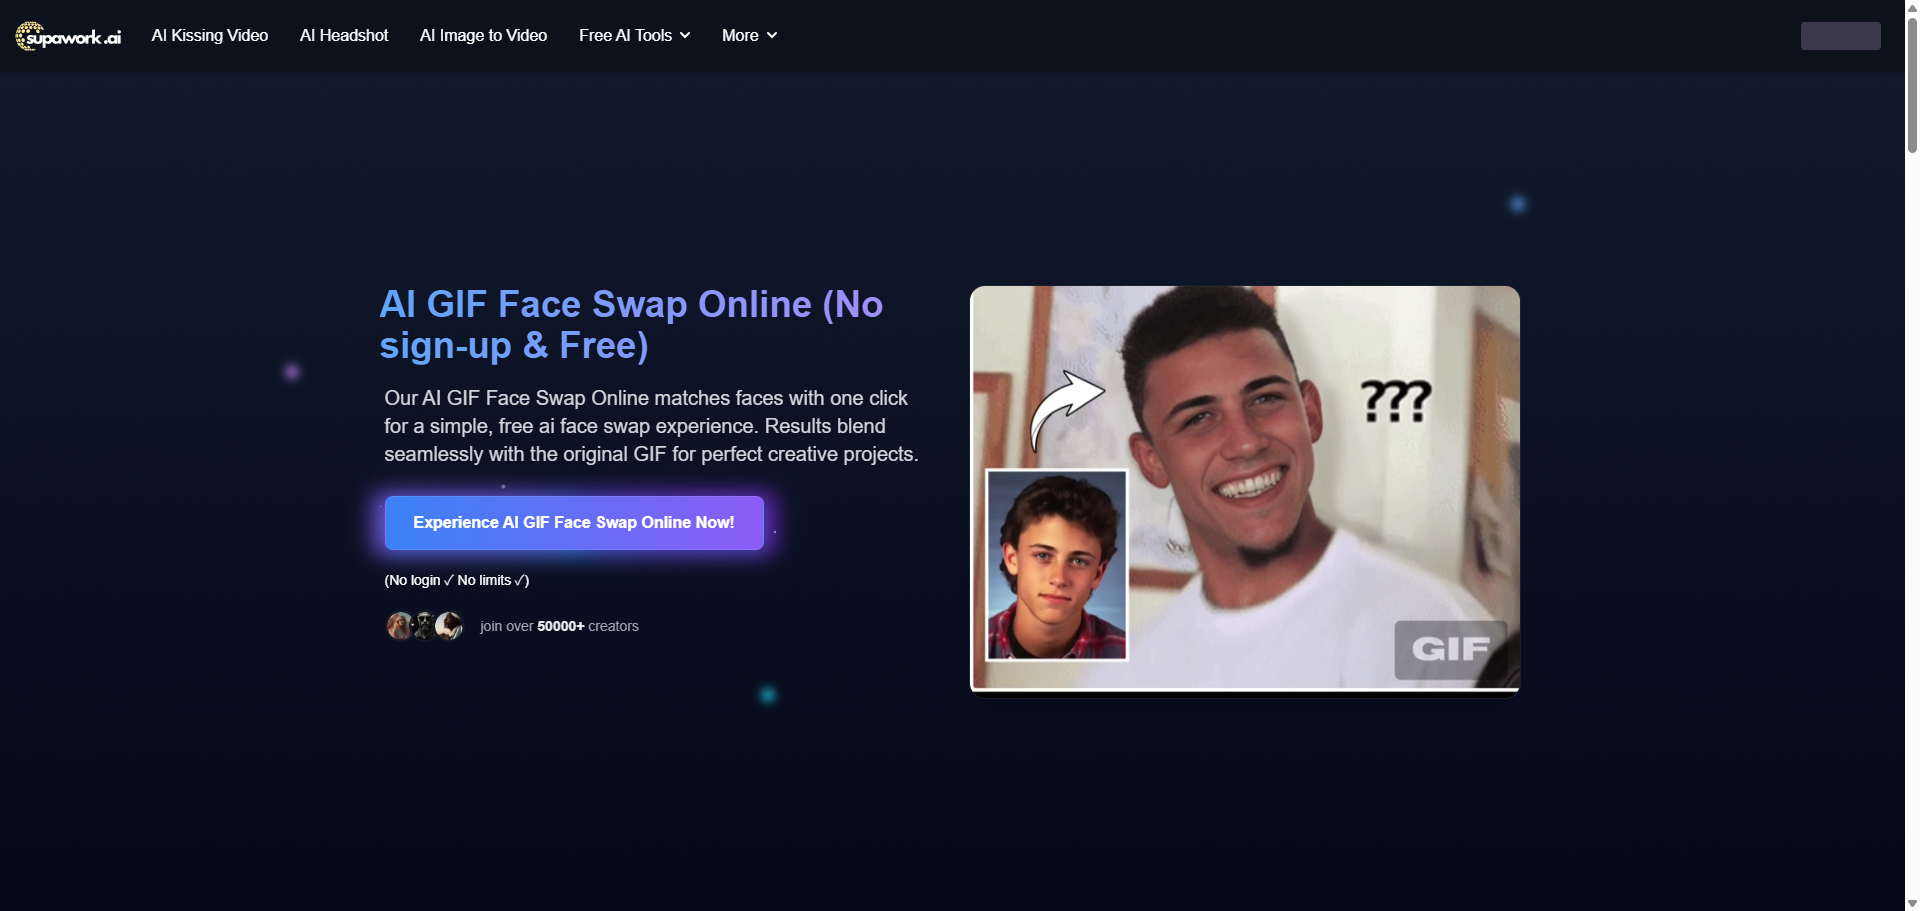 supawork.ai
AI Kissing Video
AI Headshot
AI Image to Video
Free AI Tools
More
AI GIF Face Swap Online (No
sign-up & Free)
Our AI GIF Face Swap Online matches faces with one click
for a simple, free ai face swap experience. Results blend
seamlessly with the original GIF for perfect creative projects.
Experience AI GIF Face Swap Online Now!
(No login ✓ No limits ✓)
join over 50000+ creators
???
GIF